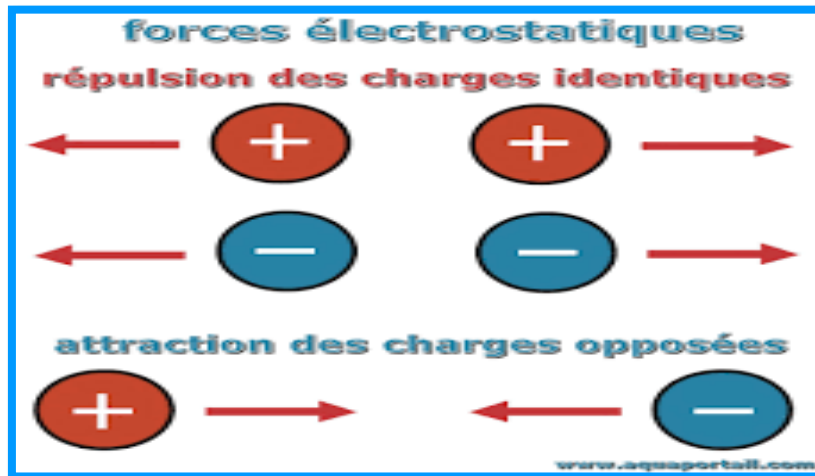 forces électrostatiques
répulsion des charges identiques
+ +
− −
attraction des charges opposées
+ −
www.aquaportail.com